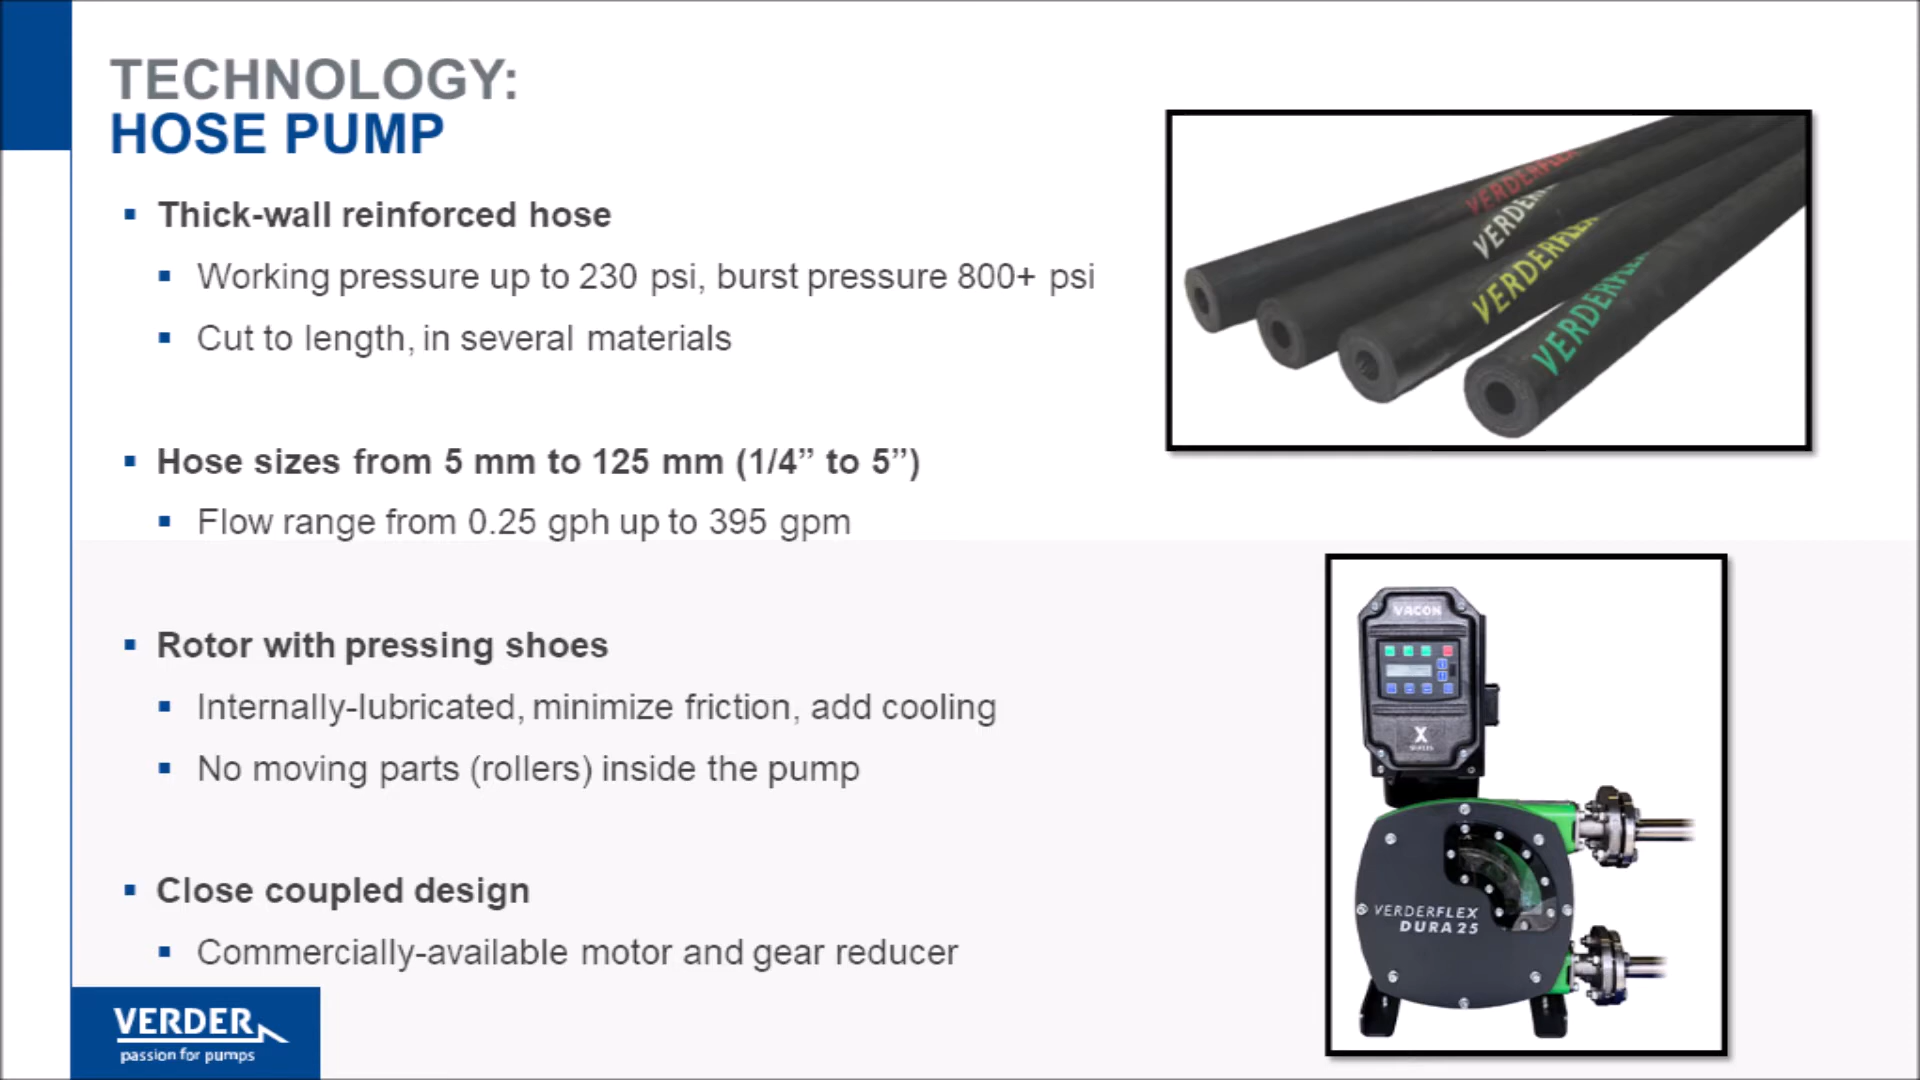 TECHNOLOGY:
HOSE PUMP
Thick-wall reinforced hose
Working pressure up to 230 psi, burst pressure 800+ psi
Cut to length, in several materials
Hose sizes from 5 mm to 125 mm (1/4” to 5”)
Flow range from 0.25 gph up to 395 gpm
Rotor with pressing shoes
Internally-lubricated, minimize friction, add cooling
No moving parts (rollers) inside the pump
Close coupled design
Commercially-available motor and gear reducer
VERDERFLEX
VERDERFLEX
VERDERFLEX
VACON
X
VERDERFLEX
DURA 25
VERDER
passion for pumps